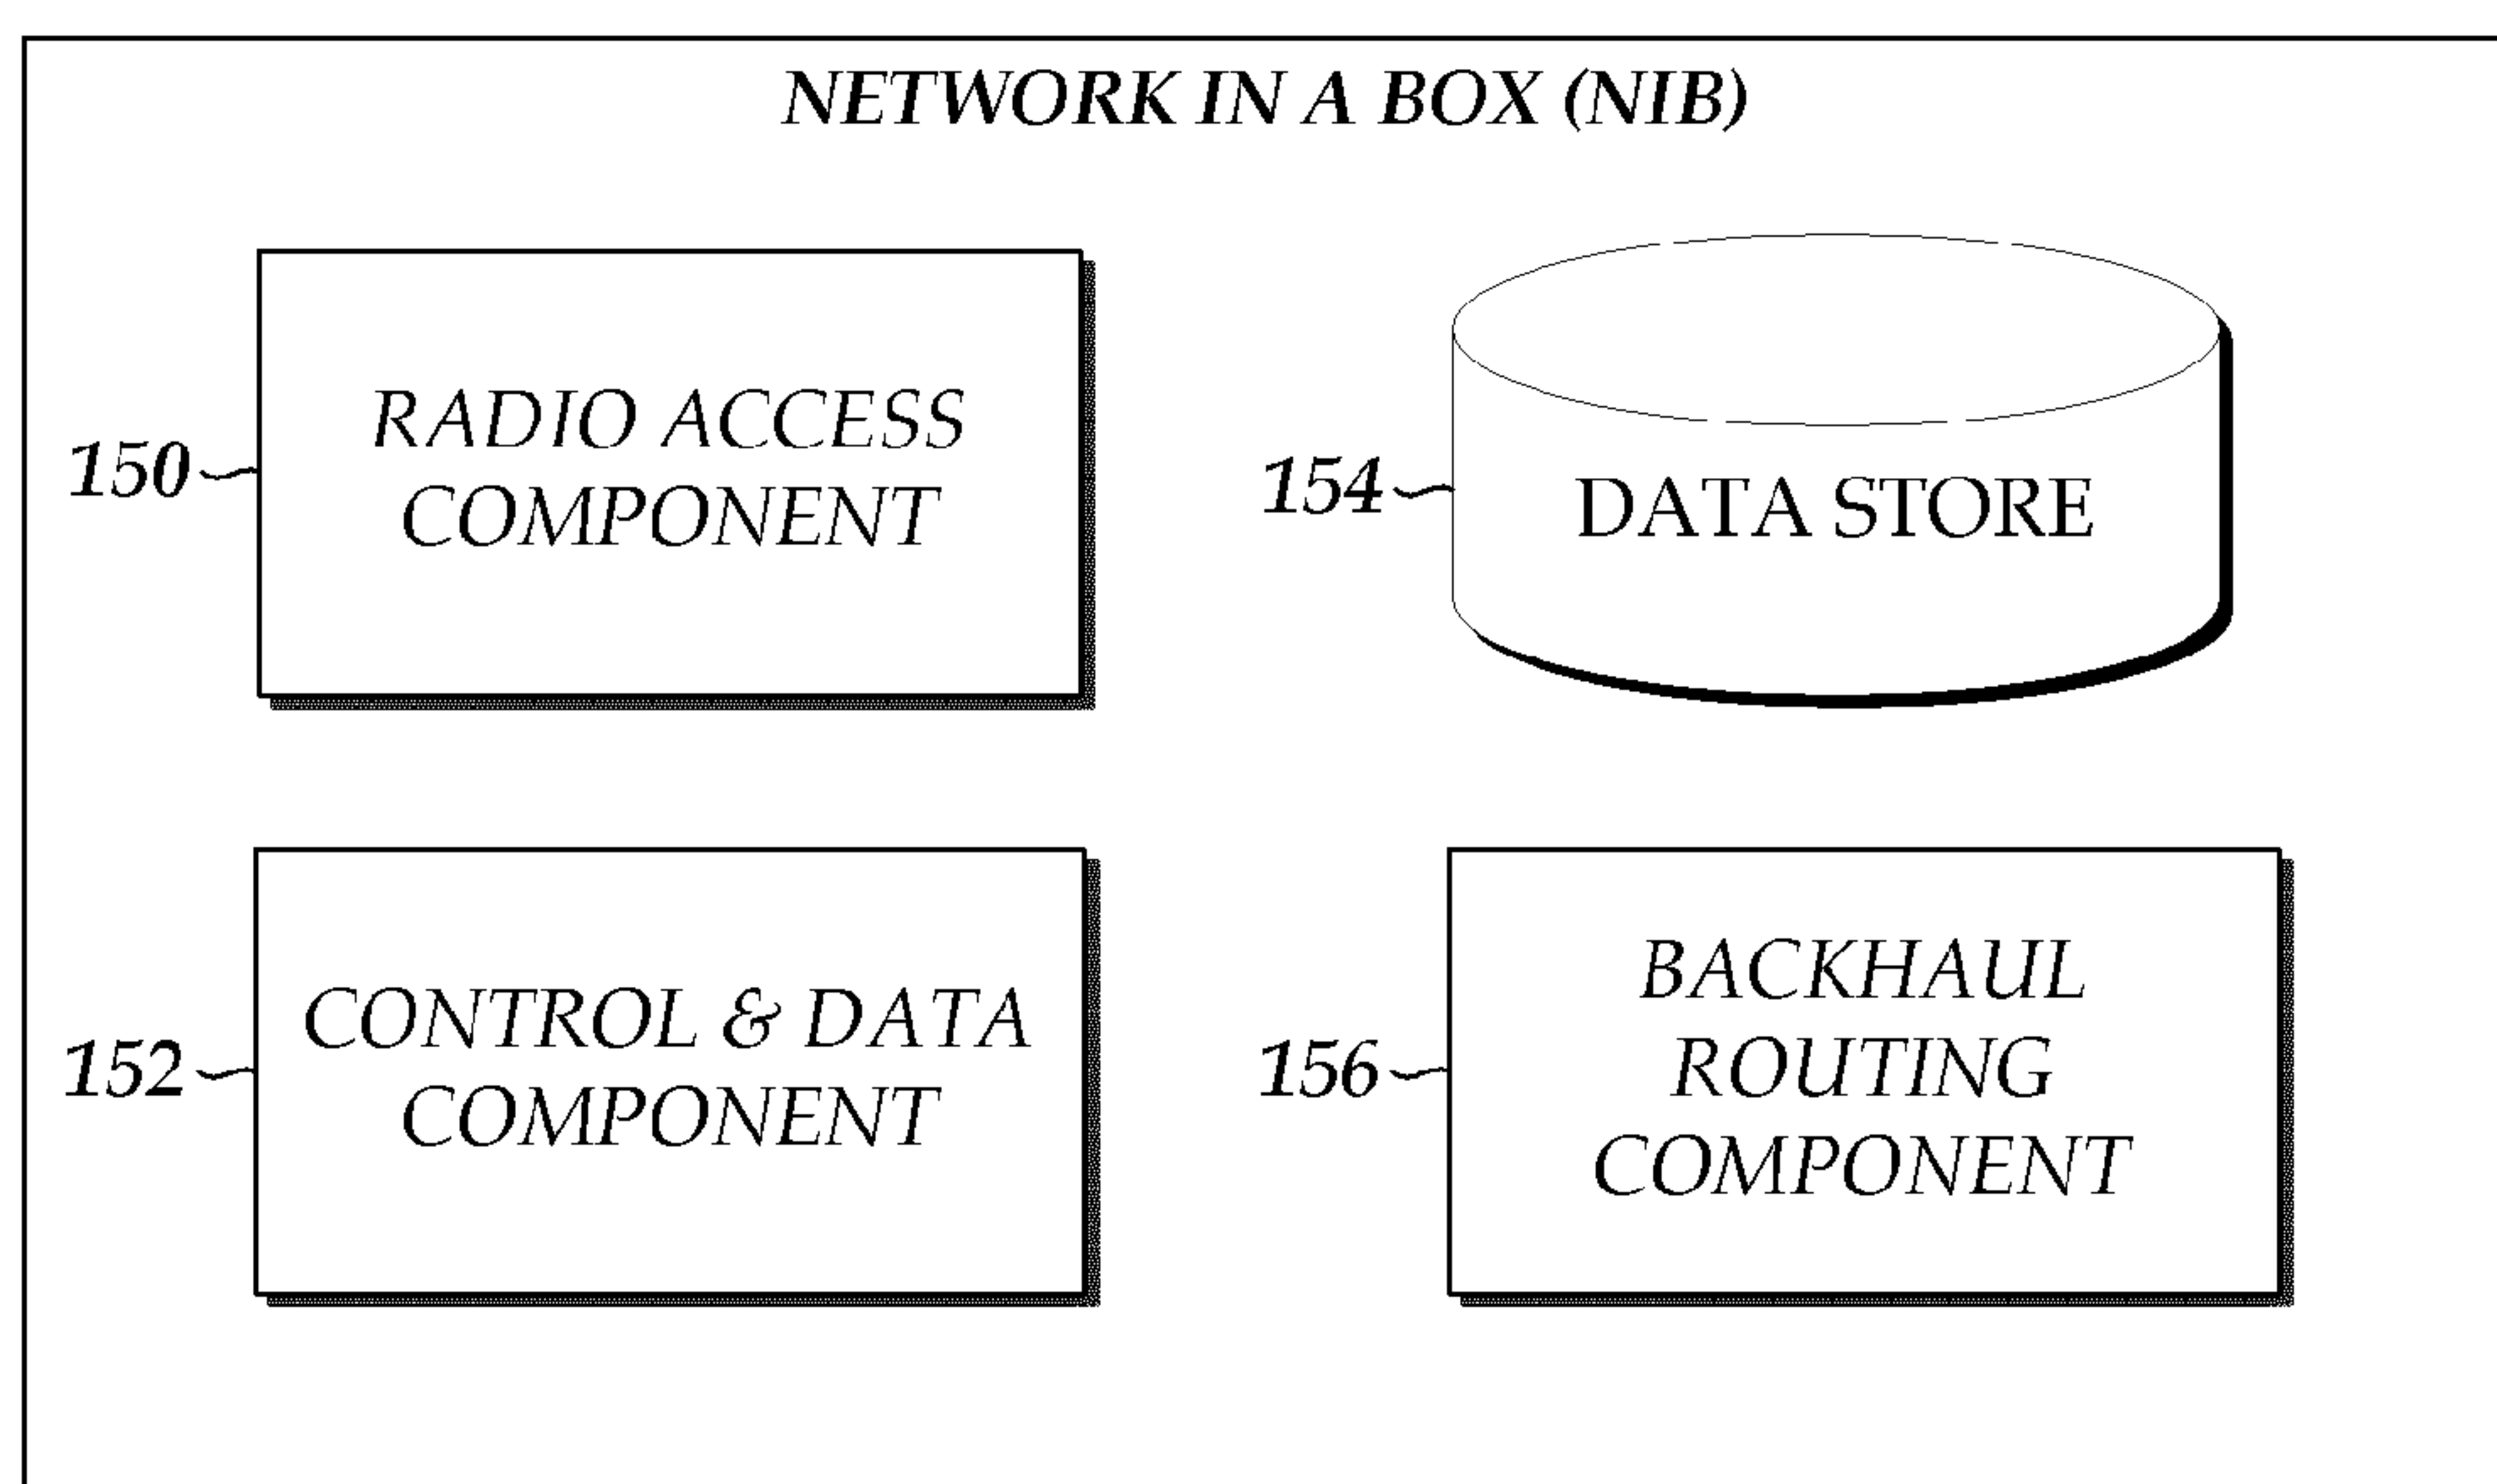 NETWORK IN A BOX (NIB)
150
RADIO ACCESS
COMPONENT
154
DATA STORE
152
CONTROL & DATA
COMPONENT
156
BACKHAUL
ROUTING
COMPONENT